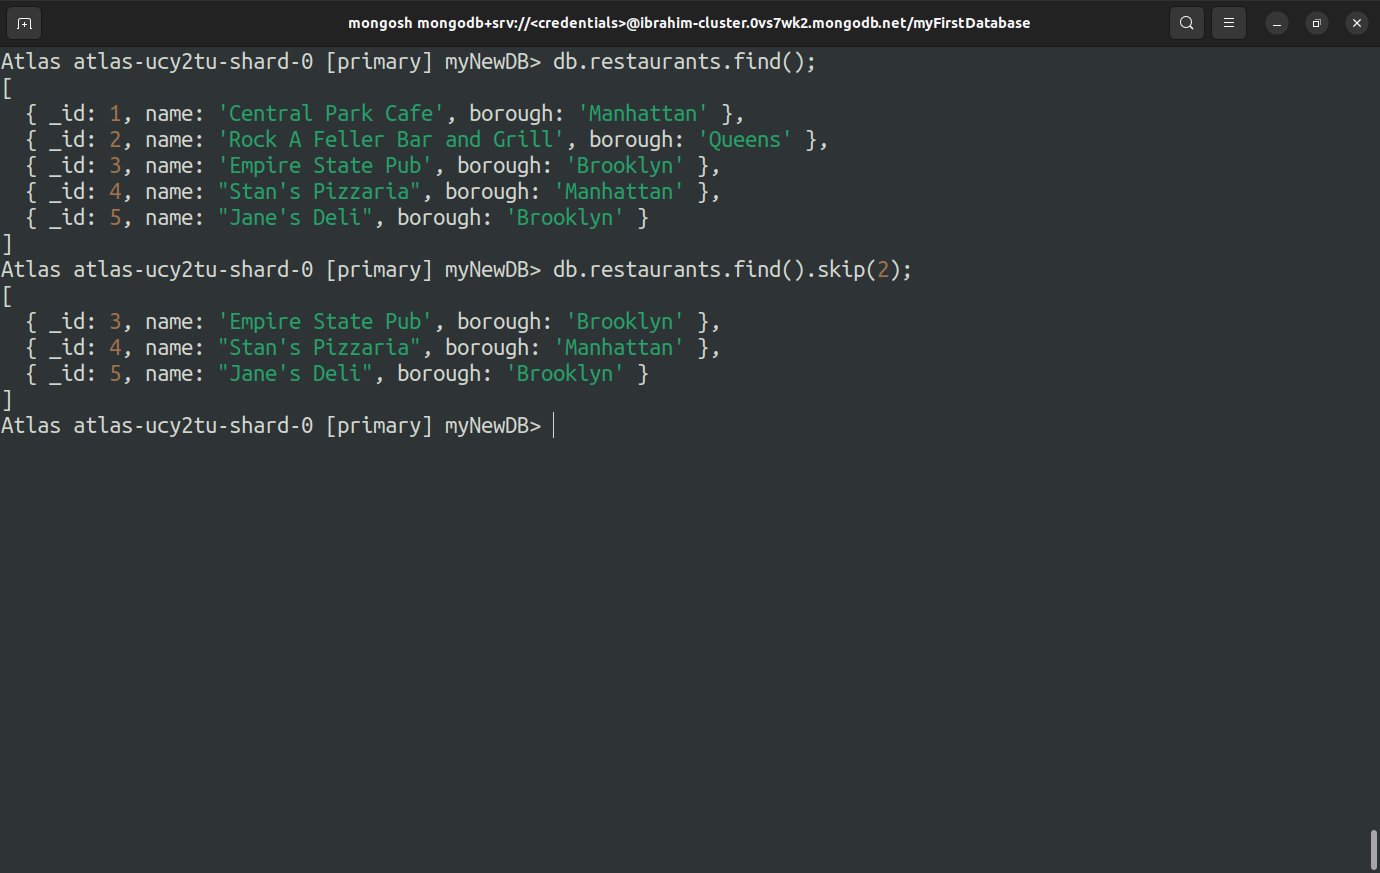 mongosh mongodb+srv://<credentials>@ibrahim-cluster.0vs7wk2.mongodb.net/myFirstDatabase
Atlas atlas-ucy2tu-shard-0 [primary] myNewDB> db.restaurants.find();
[
  { _id: 1, name: 'Central Park Cafe', borough: 'Manhattan' },
  { _id: 2, name: 'Rock A Feller Bar and Grill', borough: 'Queens' },
  { _id: 3, name: 'Empire State Pub', borough: 'Brooklyn' },
  { _id: 4, name: "Stan's Pizzaria", borough: 'Manhattan' },
  { _id: 5, name: "Jane's Deli", borough: 'Brooklyn' }
]
Atlas atlas-ucy2tu-shard-0 [primary] myNewDB> db.restaurants.find().skip(2);
[
  { _id: 3, name: 'Empire State Pub', borough: 'Brooklyn' },
  { _id: 4, name: "Stan's Pizzaria", borough: 'Manhattan' },
  { _id: 5, name: "Jane's Deli", borough: 'Brooklyn' }
]
Atlas atlas-ucy2tu-shard-0 [primary] myNewDB>